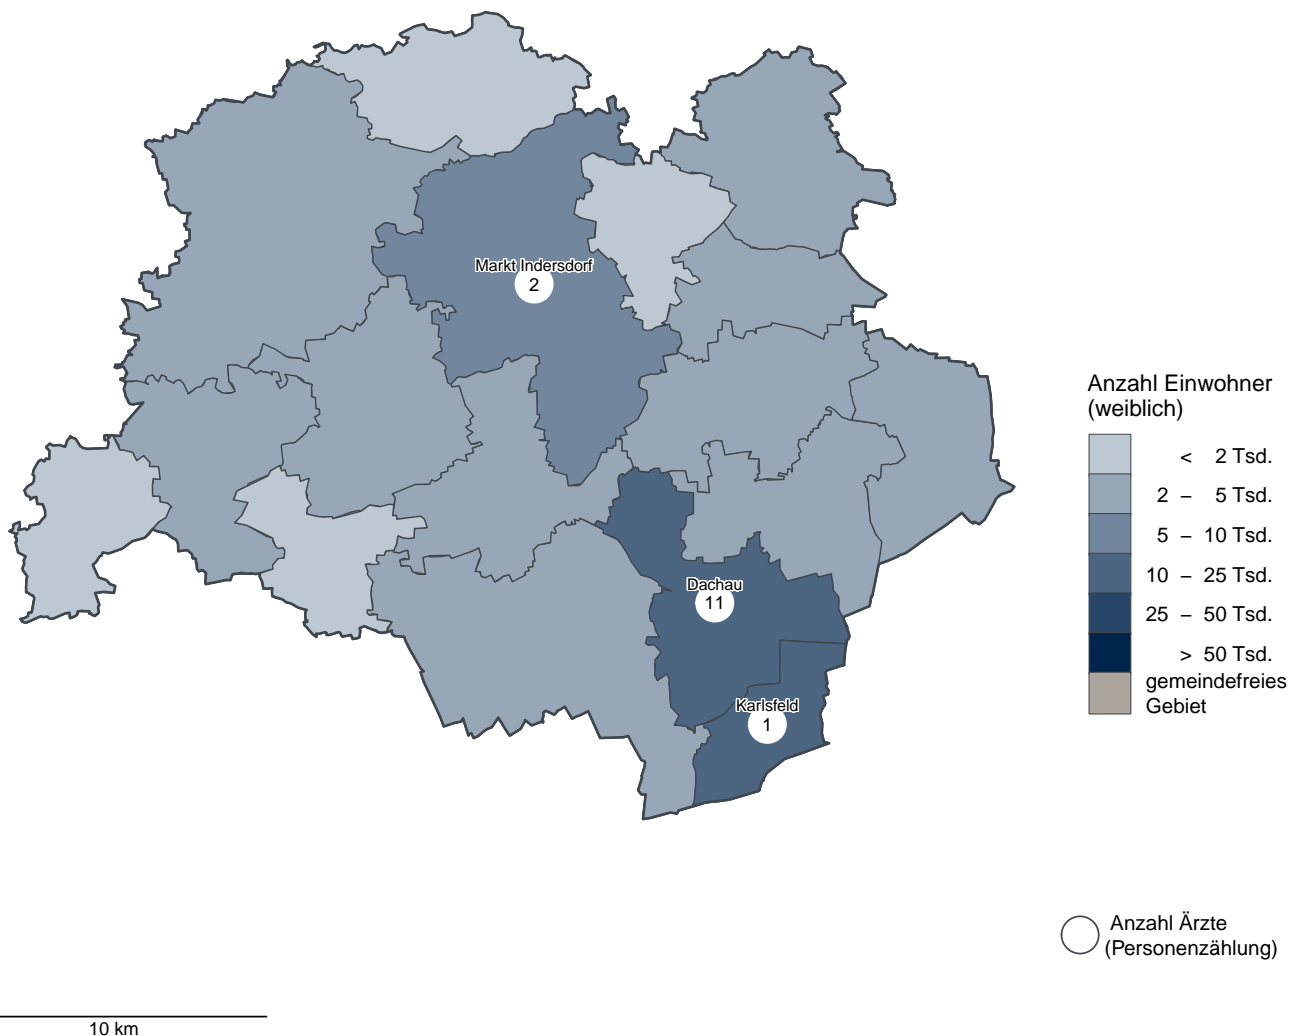 Markt Indersdorf
2
Dachau
11
Karlsfeld
1
Anzahl Einwohner
(weiblich)
< 2 Tsd.
2 – 5 Tsd.
5 – 10 Tsd.
10 – 25 Tsd.
25 – 50 Tsd.
> 50 Tsd.
gemeindefreies
Gebiet
Anzahl Ärzte
(Personenzählung)
10 km